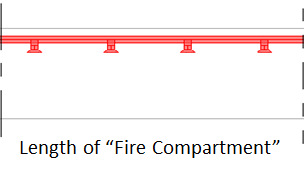 Length of “Fire Compartment”